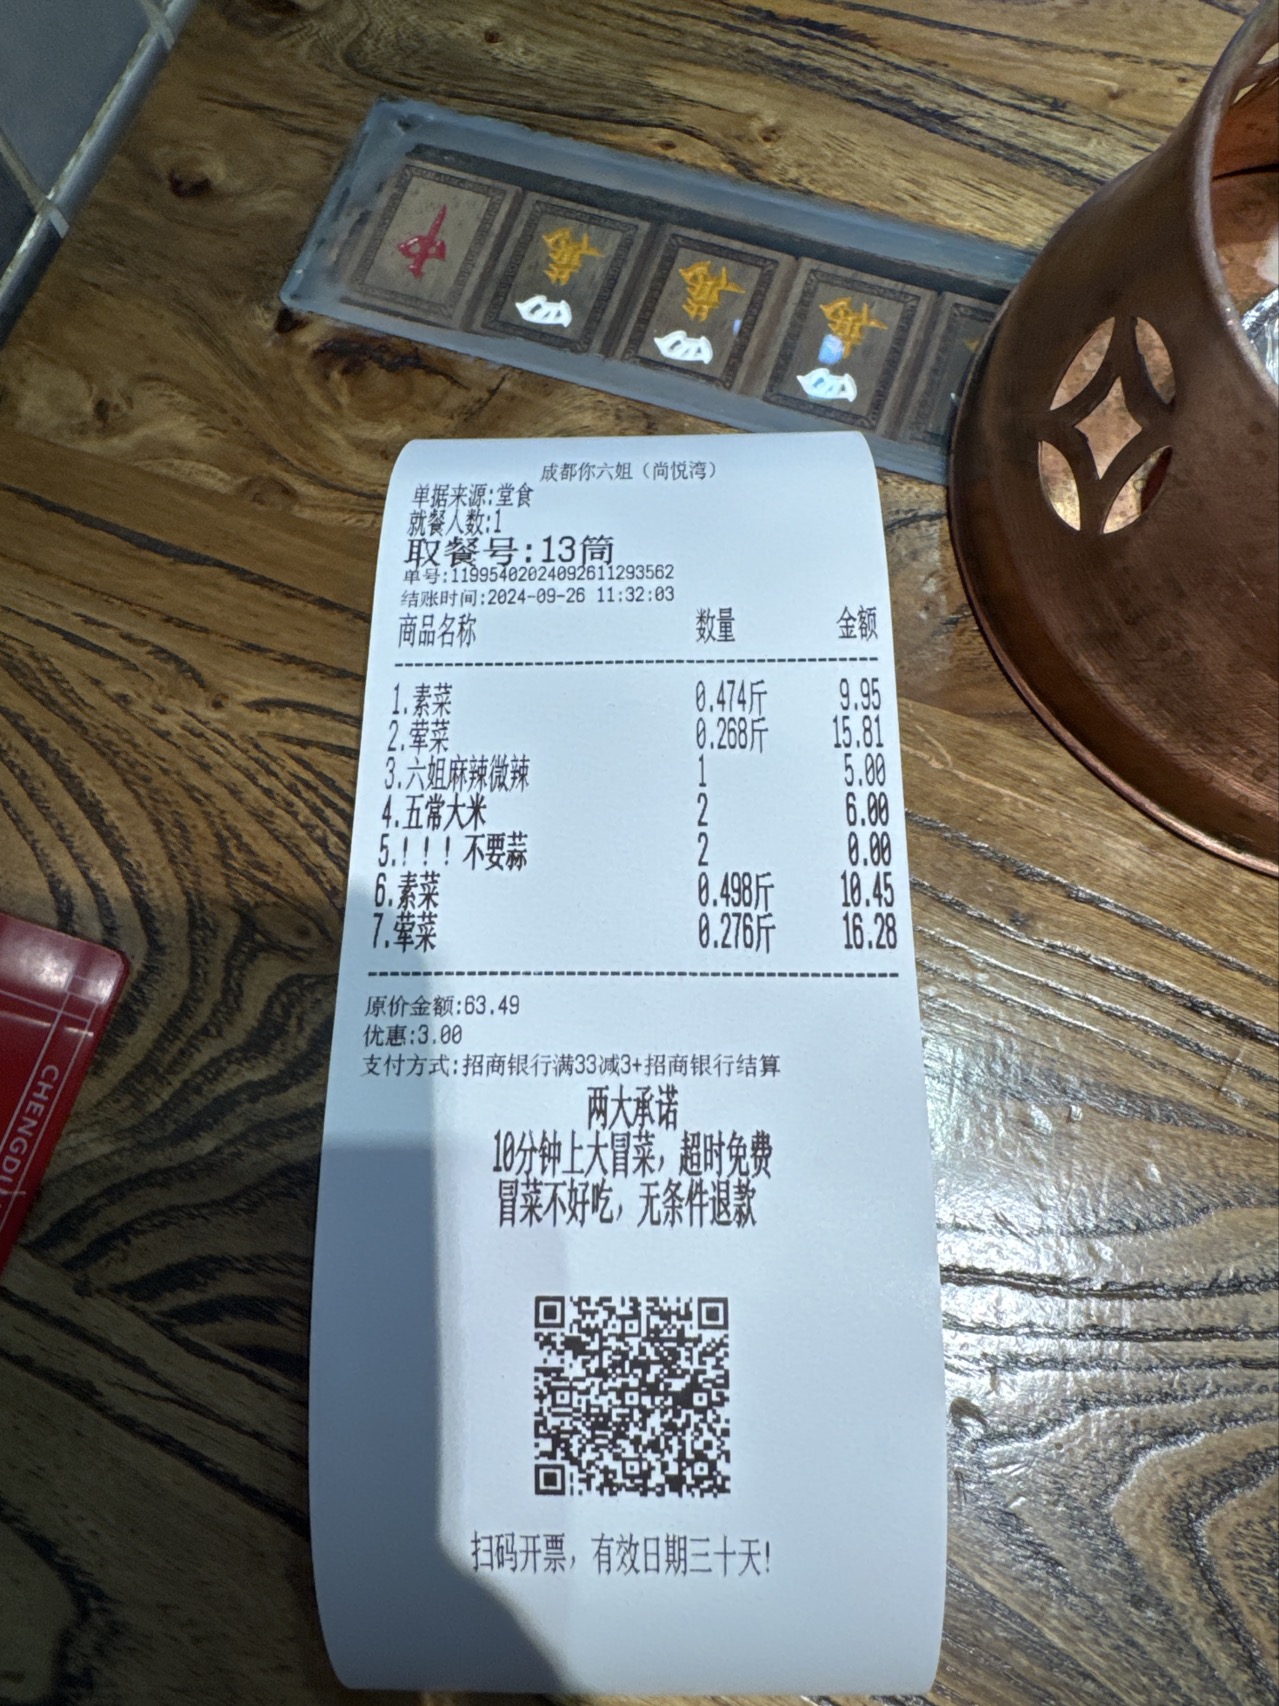 中
發
發
發
成都你六姐（尚悦湾）
单据来源:堂食
就餐人数:1
取餐号:13筒
单号:11995402024092611293562
结账时间:2024-09-26 11:32:03
商品名称 数量 金额
1.素菜 0.474斤 9.95
2.荤菜 0.268斤 15.81
3.六姐麻辣微辣 1 5.00
4.五常大米 2 6.00
5.！！！不要蒜 2 0.00
6.素菜 0.498斤 10.45
7.荤菜 0.276斤 16.28
原价金额:63.49
优惠:3.00
支付方式:招商银行满33减3+招商银行结算
两大承诺
10分钟上大冒菜，超时免费
冒菜不好吃，无条件退款
扫码开票，有效日期三十天!
CHENGDU